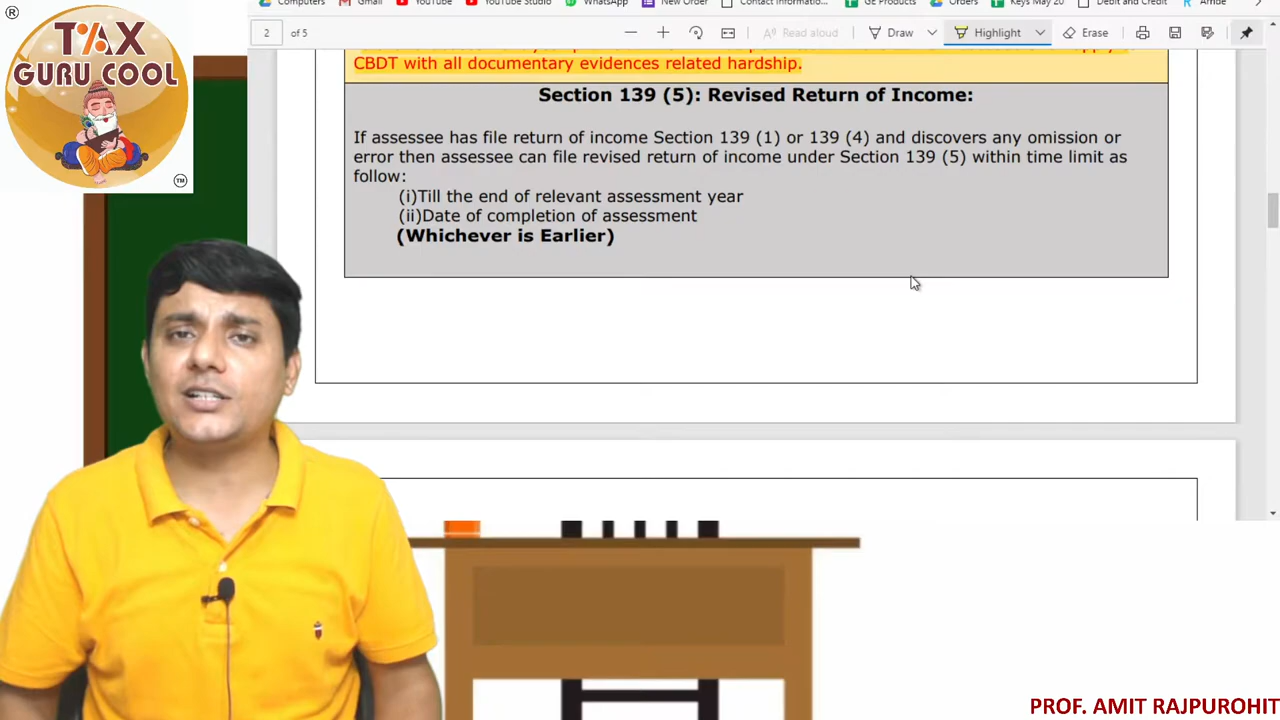 ®
TAX
GURU COOL
TM
Computers
Gmail
YouTube
YouTube Studio
WhatsApp
New Order
Contact Informatio...
GE Products
Orders
Keys May 20
Debit and Credit
2 of 5
Read aloud
Draw
Highlight
Erase
CBDT with all documentary evidences related hardship.
Section 139 (5): Revised Return of Income:
If assessee has file return of income Section 139 (1) or 139 (4) and discovers any omission or
error then assessee can file revised return of income under Section 139 (5) within time limit as
follow:
(i)Till the end of relevant assessment year
(ii)Date of completion of assessment
(Whichever is Earlier)
PROF. AMIT RAJPUROHIT